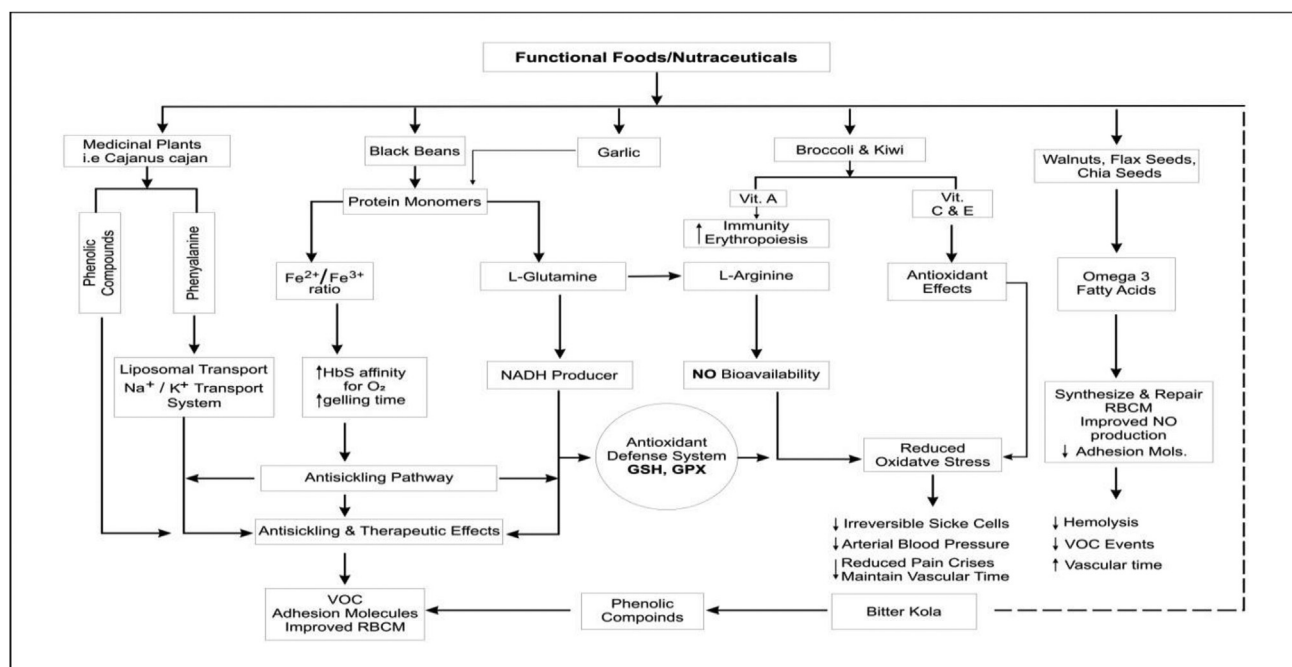 Functional Foods/Nutraceuticals
Medicinal Plants
i.e Cajanus cajan
Black Beans
Garlic
Broccoli & Kiwi
Walnuts, Flax Seeds,
Chia Seeds
Protein Monomers
Vit. A
Vit.
C & E
↑ Immunity
Erythropoiesis
Phenolic
Compounds
Phenyalanine
Fe²⁺/Fe³⁺
ratio
L-Glutamine
L-Arginine
Antioxidant
Effects
Omega 3
Fatty Acids
Liposomal Transport
Na⁺ / K⁺ Transport
System
↑HbS affinity
for O₂
↑gelling time
NADH Producer
NO Bioavailability
Synthesize & Repair
RBCM
Improved NO
production
↓ Adhesion Mols.
Antioxidant
Defense System
GSH, GPX
Reduced
Oxidatve Stress
Antisickling Pathway
Antisickling & Therapeutic Effects
↓ Irreversible Sicke Cells
↓ Arterial Blood Pressure
↓ Reduced Pain Crises
Maintain Vascular Time
↓ Hemolysis
↓ VOC Events
↑ Vascular time
VOC
Adhesion Molecules
Improved RBCM
Phenolic
Compoinds
Bitter Kola